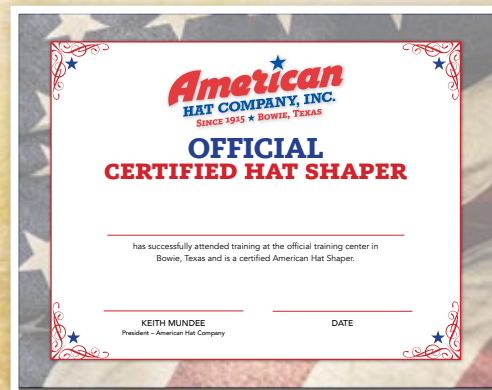 American
HAT COMPANY, INC.
SINCE 1915 ★ BOWIE, TEXAS
OFFICIAL
CERTIFIED HAT SHAPER
has successfully attended training at the official training center in
Bowie, Texas and is a certified American Hat Shaper.
KEITH MUNDEE
President – American Hat Company
DATE